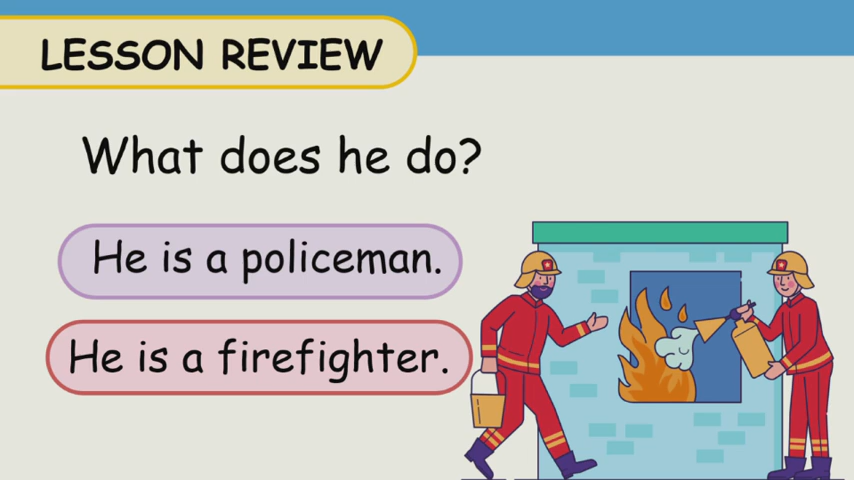 LESSON REVIEW
What does he do?
He is a policeman.
He is a firefighter.